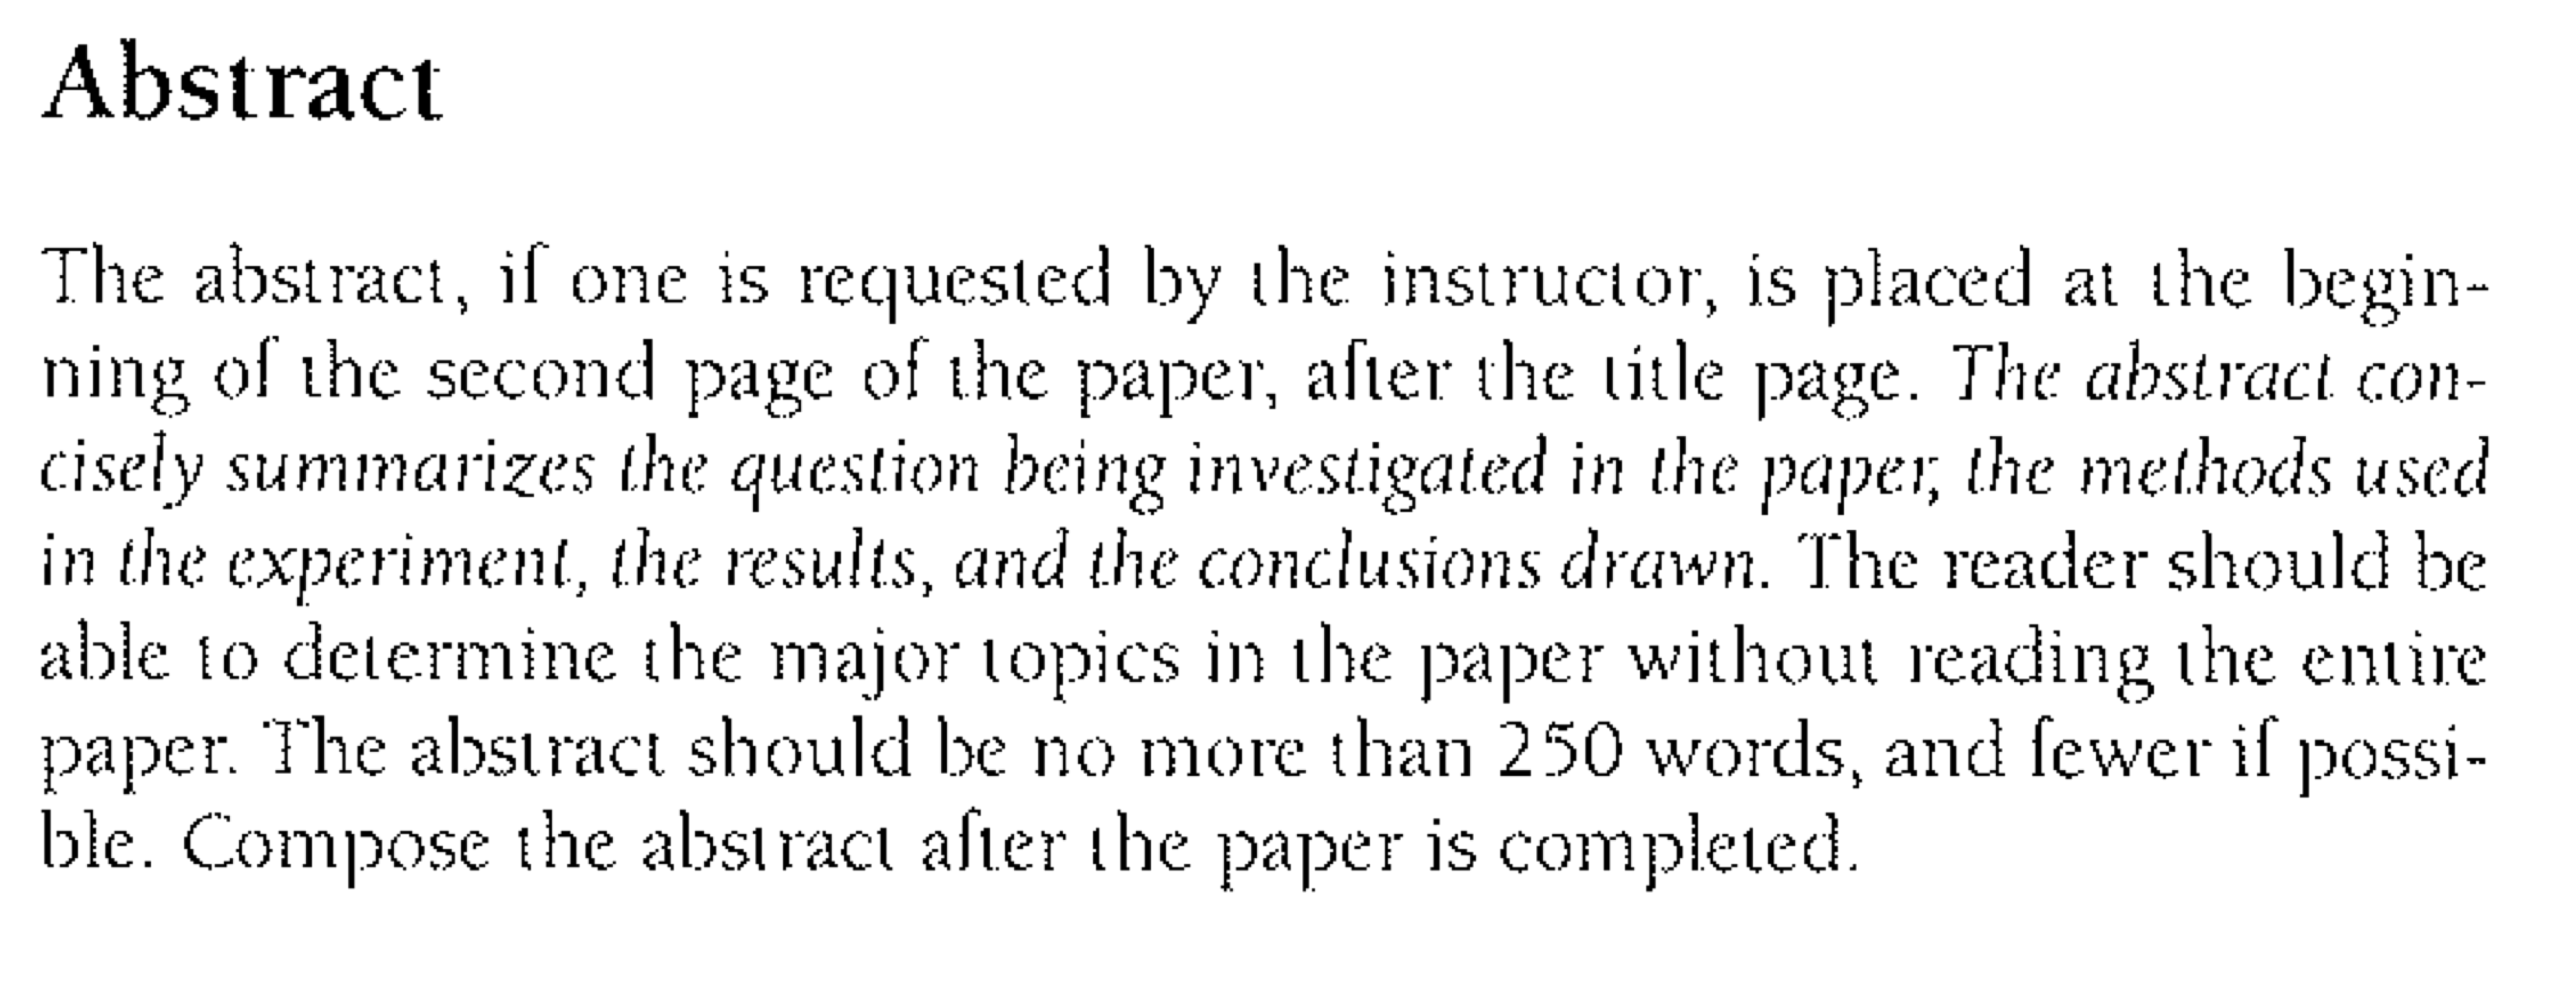 Abstract
The abstract, if one is requested by the instructor, is placed at the begin-
ning of the second page of the paper, after the title page. The abstract con-
cisely summarizes the question being investigated in the paper, the methods used
in the experiment, the results, and the conclusions drawn. The reader should be
able to determine the major topics in the paper without reading the entire
paper. The abstract should be no more than 250 words, and fewer if possi-
ble. Compose the abstract after the paper is completed.